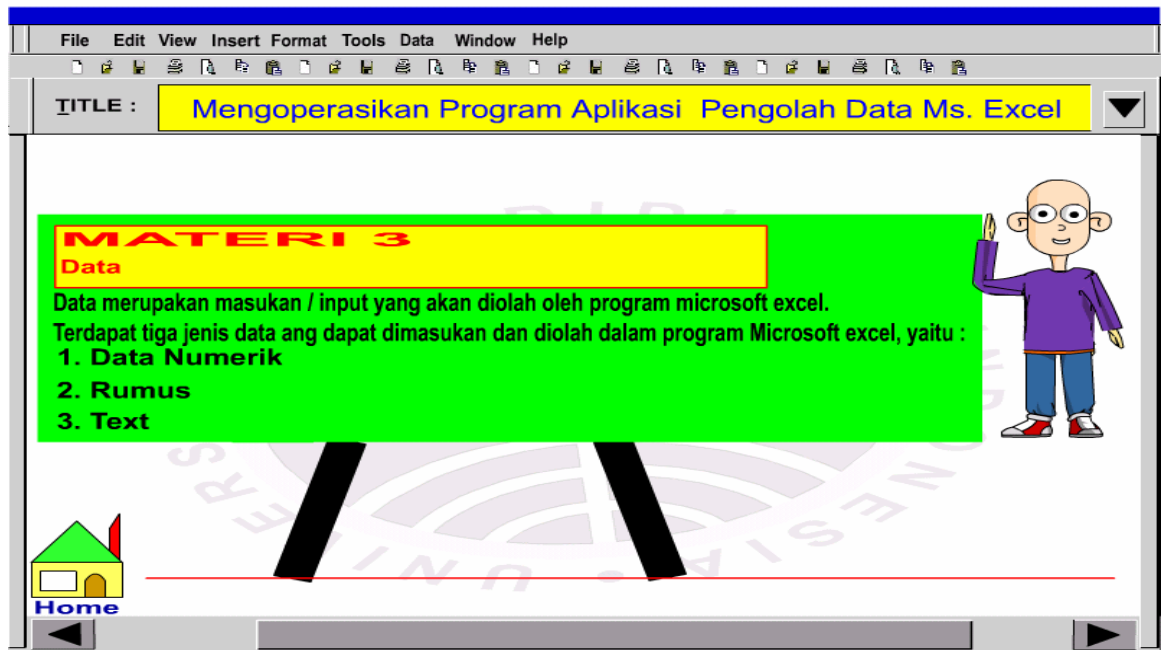 File Edit View Insert Format Tools Data Window Help
TITLE : Mengoperasikan Program Aplikasi Pengolah Data Ms. Excel
MATERI 3
Data
Data merupakan masukan / input yang akan diolah oleh program microsoft excel.
Terdapat tiga jenis data ang dapat dimasukan dan diolah dalam program Microsoft excel, yaitu :
1. Data Numerik
2. Rumus
3. Text
Home